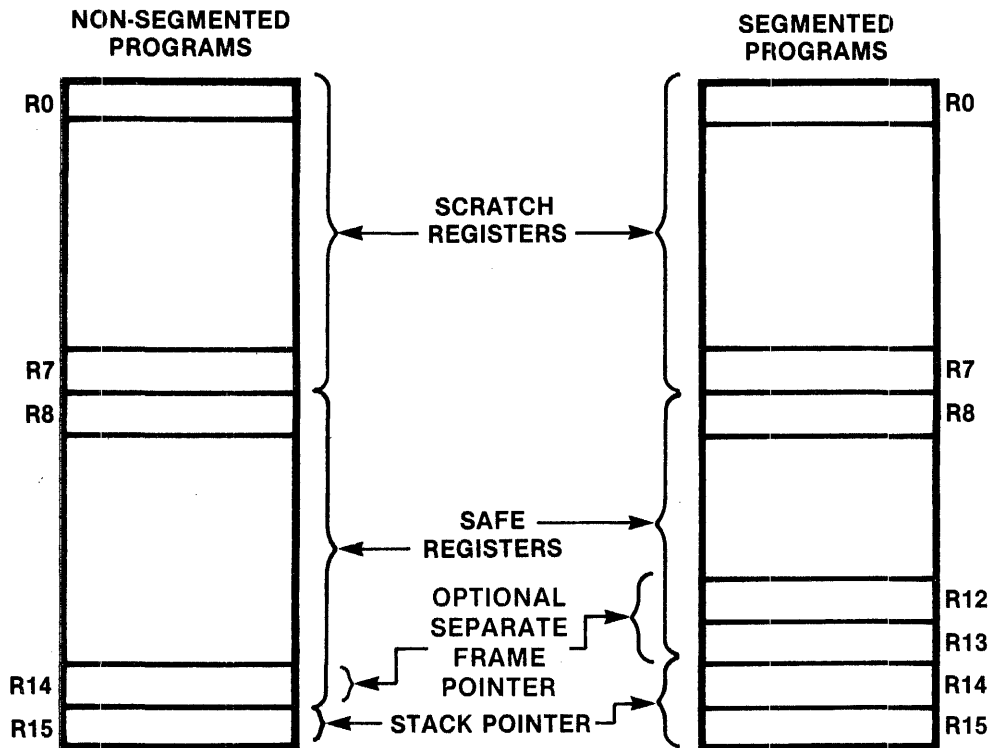 NON-SEGMENTED
PROGRAMS
SEGMENTED
PROGRAMS
R0
R0
SCRATCH
REGISTERS
R7
R7
R8
R8
SAFE
REGISTERS
OPTIONAL
SEPARATE
FRAME
POINTER
R12
R13
R14
R14
STACK POINTER
R15
R15